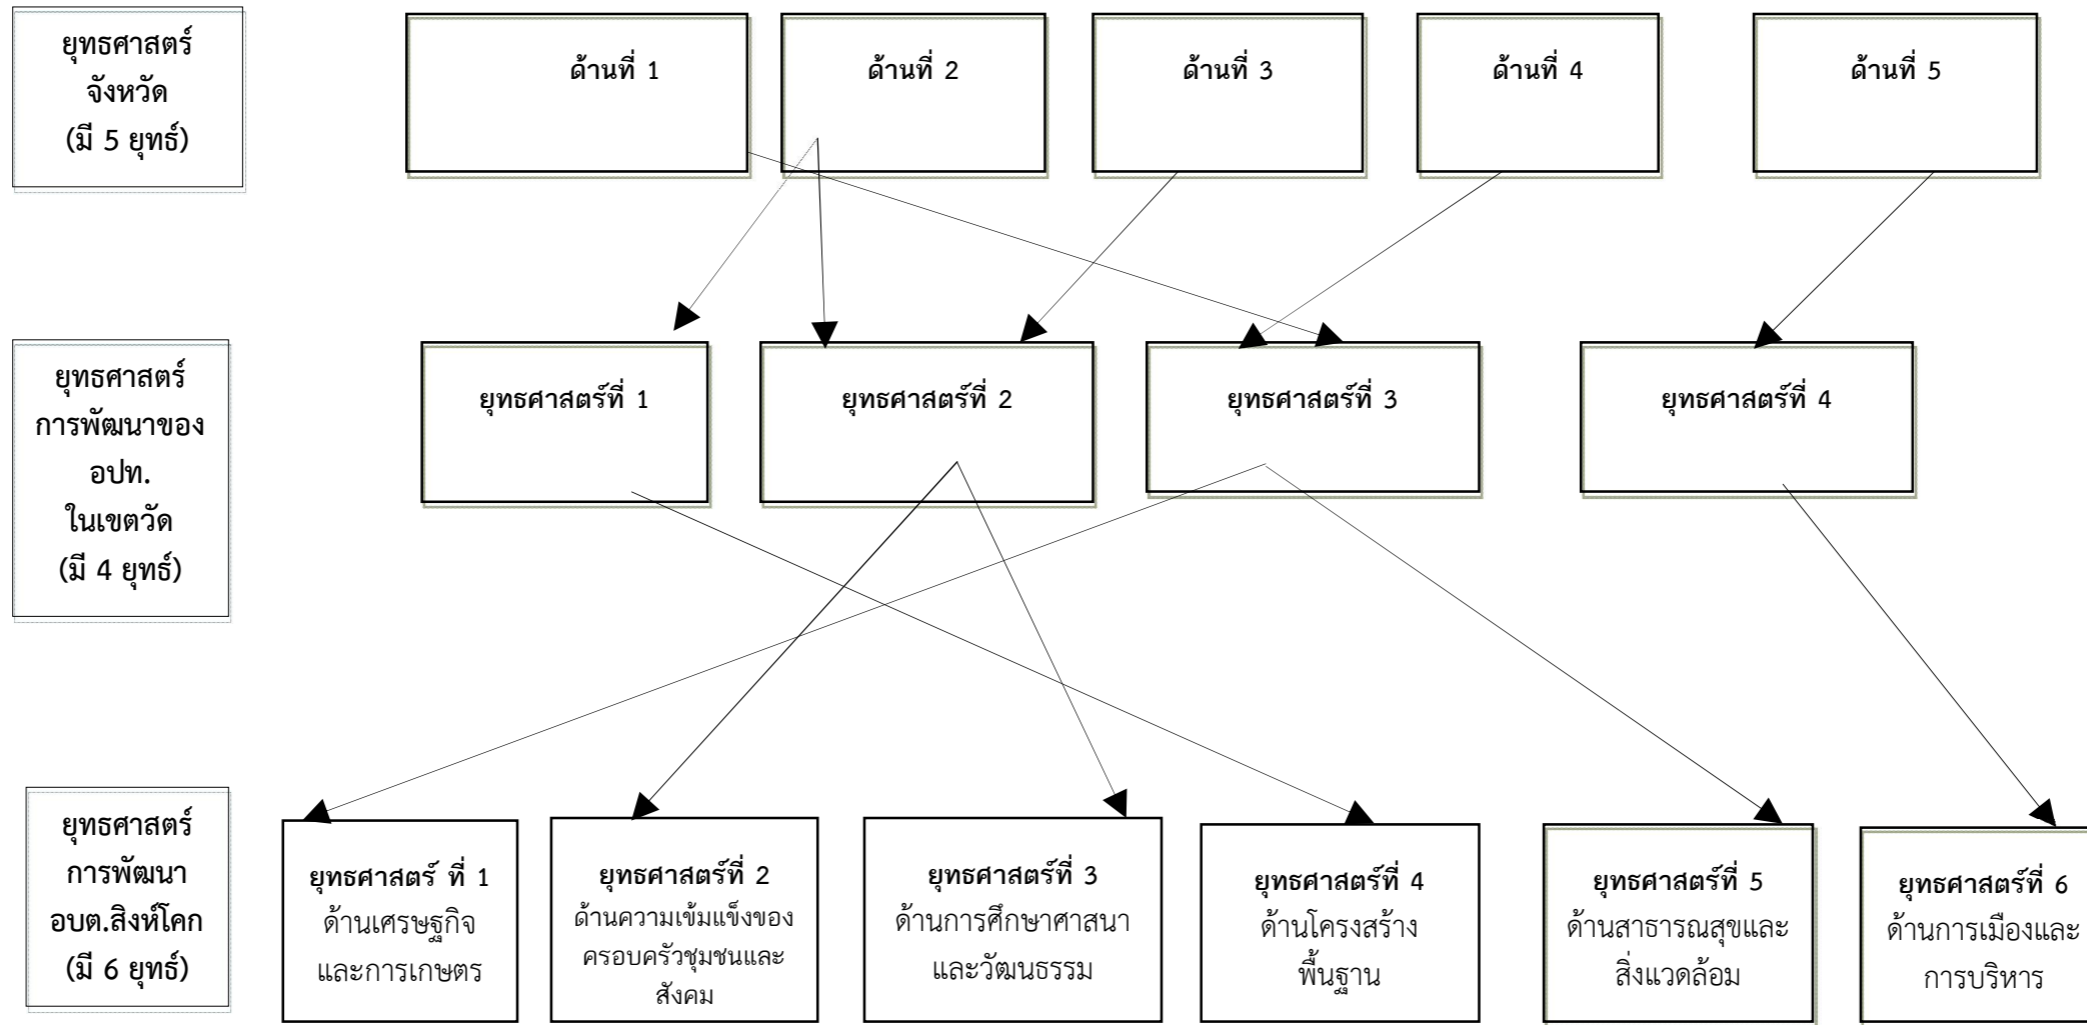 ยุทธศาสตร์
จังหวัด
(มี 5 ยุทธ์)
ด้านที่ 1
ด้านที่ 2
ด้านที่ 3
ด้านที่ 4
ด้านที่ 5
ยุทธศาสตร์
การพัฒนาของ
อปท.
ในเขตวัด
(มี 4 ยุทธ์)
ยุทธศาสตร์ที่ 1
ยุทธศาสตร์ที่ 2
ยุทธศาสตร์ที่ 3
ยุทธศาสตร์ที่ 4
ยุทธศาสตร์
การพัฒนา
อบต.สิงห์โคก
(มี 6 ยุทธ์)
ยุทธศาสตร์ ที่ 1
ด้านเศรษฐกิจ
และการเกษตร
ยุทธศาสตร์ที่ 2
ด้านความเข้มแข็งของ
ครอบครัวชุมชนและ
สังคม
ยุทธศาสตร์ที่ 3
ด้านการศึกษาศาสนา
และวัฒนธรรม
ยุทธศาสตร์ที่ 4
ด้านโครงสร้าง
พื้นฐาน
ยุทธศาสตร์ที่ 5
ด้านสาธารณสุขและ
สิ่งแวดล้อม
ยุทธศาสตร์ที่ 6
ด้านการเมืองและ
การบริหาร